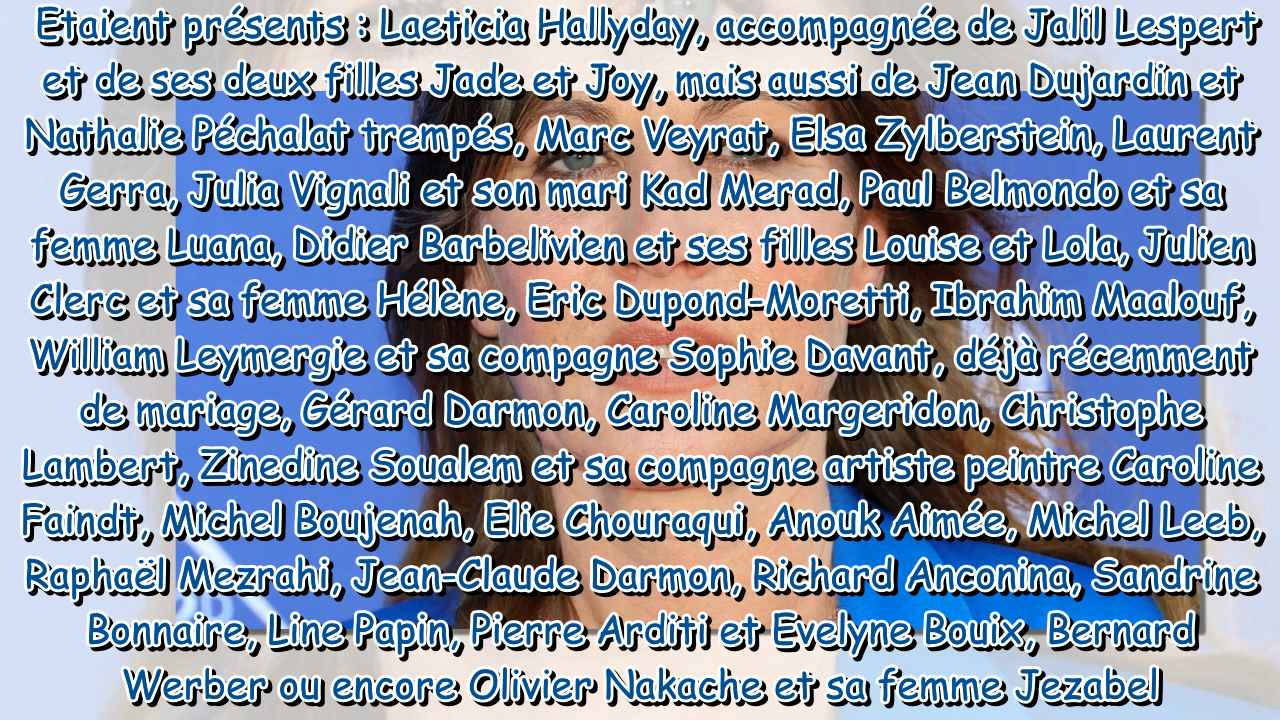 Etaient présents : Laeticia Hallyday, accompagnée de Jalil Lespert
et de ses deux filles Jade et Joy, mais aussi de Jean Dujardin et
Nathalie Péchalat trempés, Marc Veyrat, Elsa Zylberstein, Laurent
Gerra, Julia Vignali et son mari Kad Merad, Paul Belmondo et sa
femme Luana, Didier Barbelivien et ses filles Louise et Lola, Julien
Clerc et sa femme Hélène, Eric Dupond-Moretti, Ibrahim Maalouf,
William Leymergie et sa compagne Sophie Davant, déjà récemment
de mariage, Gérard Darmon, Caroline Margeridon, Christophe
Lambert, Zinedine Soualem et sa compagne artiste peintre Caroline
Faindt, Michel Boujenah, Elie Chouraqui, Anouk Aimée, Michel Leeb,
Raphaël Mezrahi, Jean-Claude Darmon, Richard Anconina, Sandrine
Bonnaire, Line Papin, Pierre Arditi et Evelyne Bouix, Bernard
Werber ou encore Olivier Nakache et sa femme Jezabel